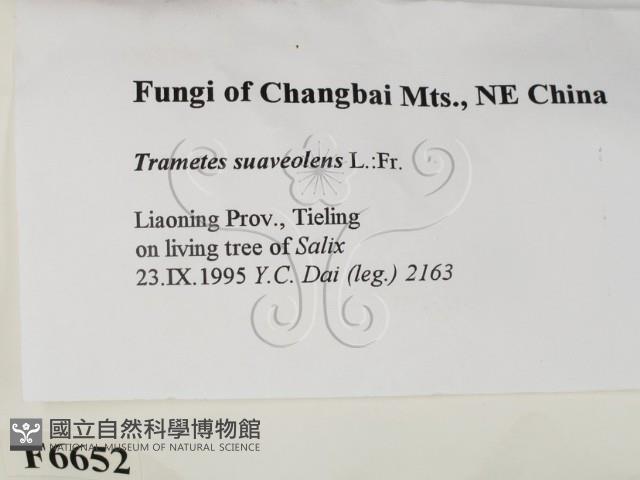 Fungi of Changbai Mts., NE China
Trametes suaveolens L.:Fr.
Liaoning Prov., Tieling
on living tree of Salix
23.IX.1995 Y.C. Dai (leg.) 2163
國立自然科學博物館
NATIONAL MUSEUM OF NATURAL SCIENCE
F6652